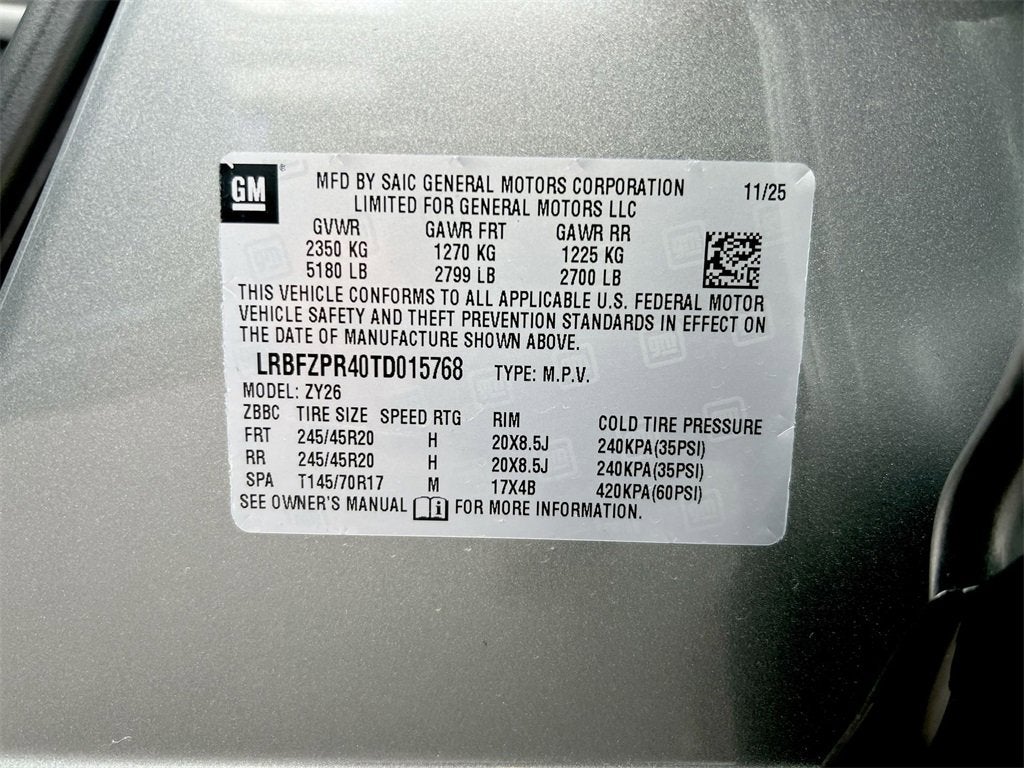 GM ®
MFD BY SAIC GENERAL MOTORS CORPORATION 11/25
LIMITED FOR GENERAL MOTORS LLC
GVWR GAWR FRT GAWR RR
2350 KG 1270 KG 1225 KG
5180 LB 2799 LB 2700 LB
THIS VEHICLE CONFORMS TO ALL APPLICABLE U.S. FEDERAL MOTOR
VEHICLE SAFETY AND THEFT PREVENTION STANDARDS IN EFFECT ON
THE DATE OF MANUFACTURE SHOWN ABOVE.
LRBFZPR40TD015768 TYPE: M.P.V.
MODEL: ZY26
ZBBC TIRE SIZE SPEED RTG RIM COLD TIRE PRESSURE
FRT 245/45R20 H 20X8.5J 240KPA(35PSI)
RR 245/45R20 H 20X8.5J 240KPA(35PSI)
SPA T145/70R17 M 17X4B 420KPA(60PSI)
SEE OWNER'S MANUAL i FOR MORE INFORMATION.